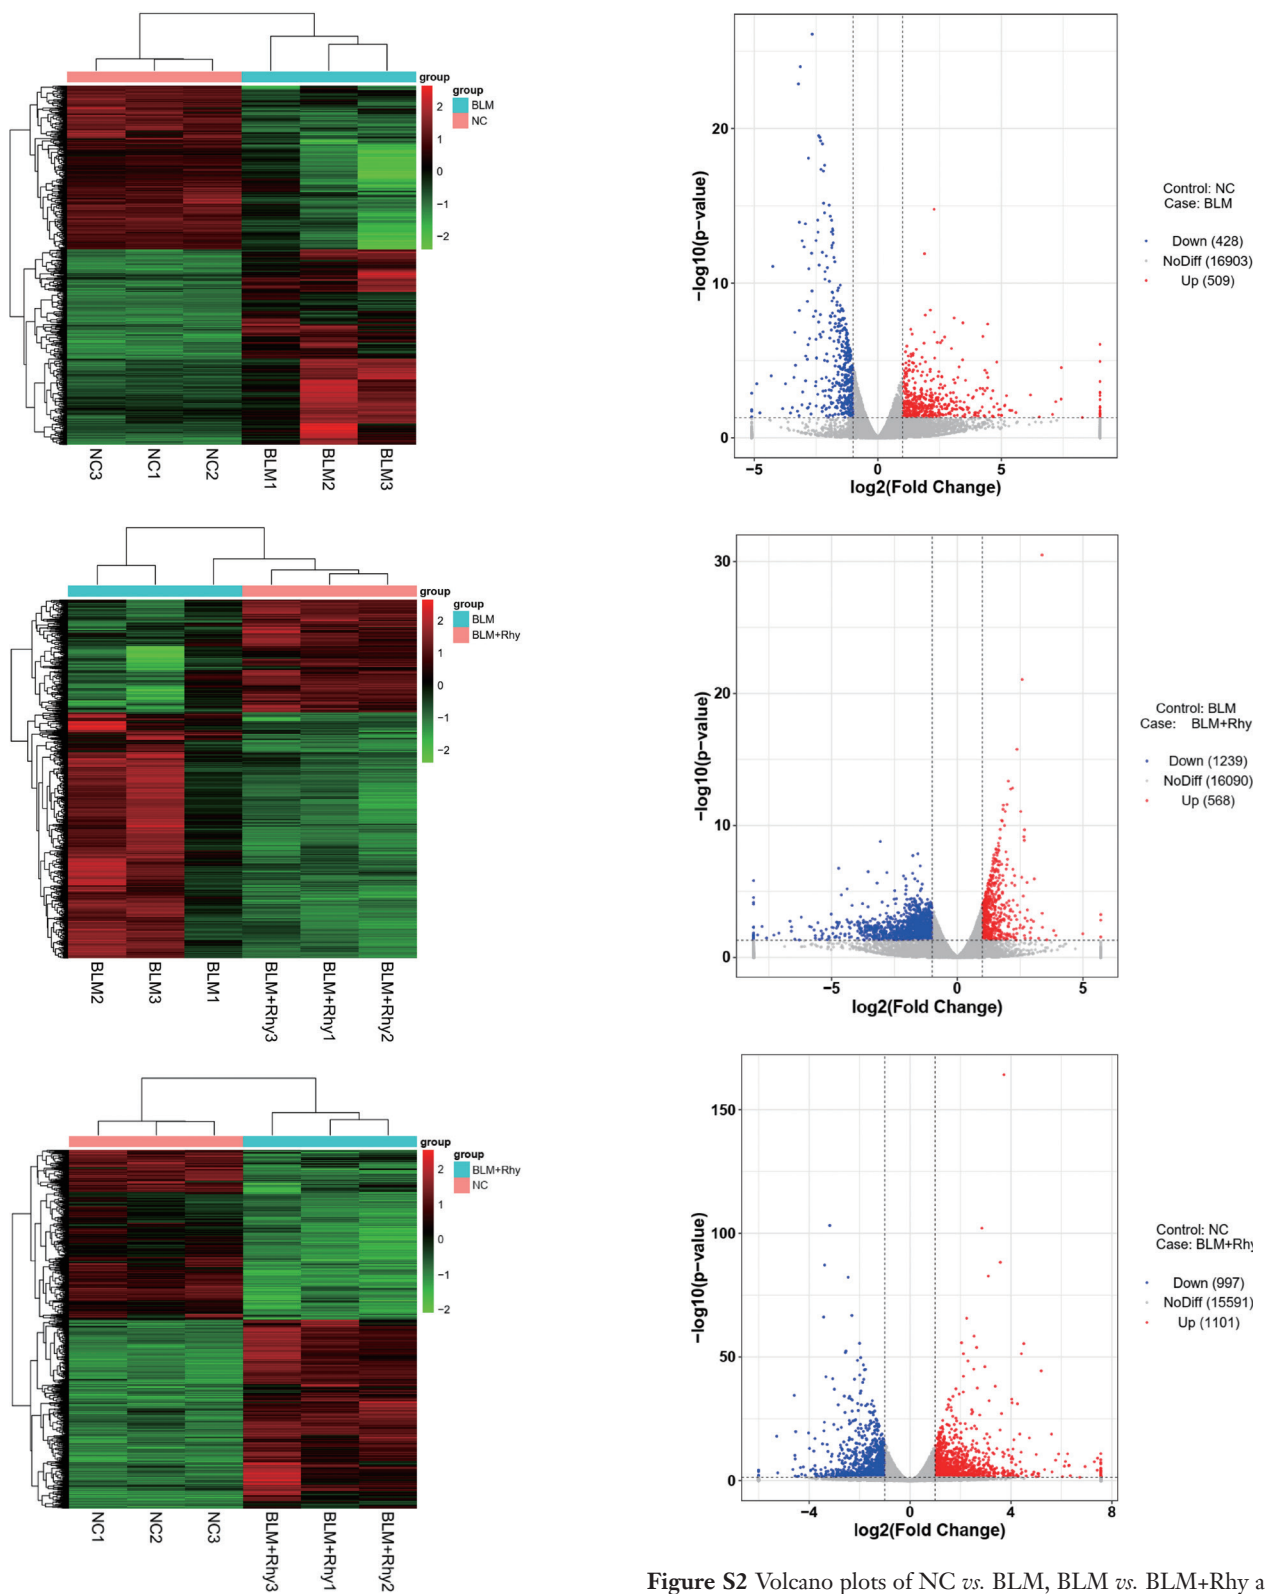 group
group
BLM
NC
2
1
0
−1
−2
NC3
NC1
NC2
BLM1
BLM2
BLM3
−log10(p−value)
20
10
0
−5
0
5
log2(Fold Change)
Control: NC
Case: BLM
Down (428)
NoDiff (16903)
Up (509)
group
group
BLM
BLM+Rhy
2
1
0
−1
−2
BLM2
BLM3
BLM1
BLM+Rhy3
BLM+Rhy1
BLM+Rhy2
−log10(p−value)
30
20
10
0
−5
0
5
log2(Fold Change)
Control: BLM
Case: BLM+Rhy
Down (1239)
NoDiff (16090)
Up (568)
group
group
BLM+Rhy
NC
2
1
0
−1
−2
NC1
NC2
NC3
BLM+Rhy3
BLM+Rhy1
BLM+Rhy2
−log10(p−value)
150
100
50
0
−4
0
4
8
log2(Fold Change)
Control: NC
Case: BLM+Rhy
Down (997)
NoDiff (15591)
Up (1101)
Figure S2 Volcano plots of NC vs. BLM, BLM vs. BLM+Rhy a